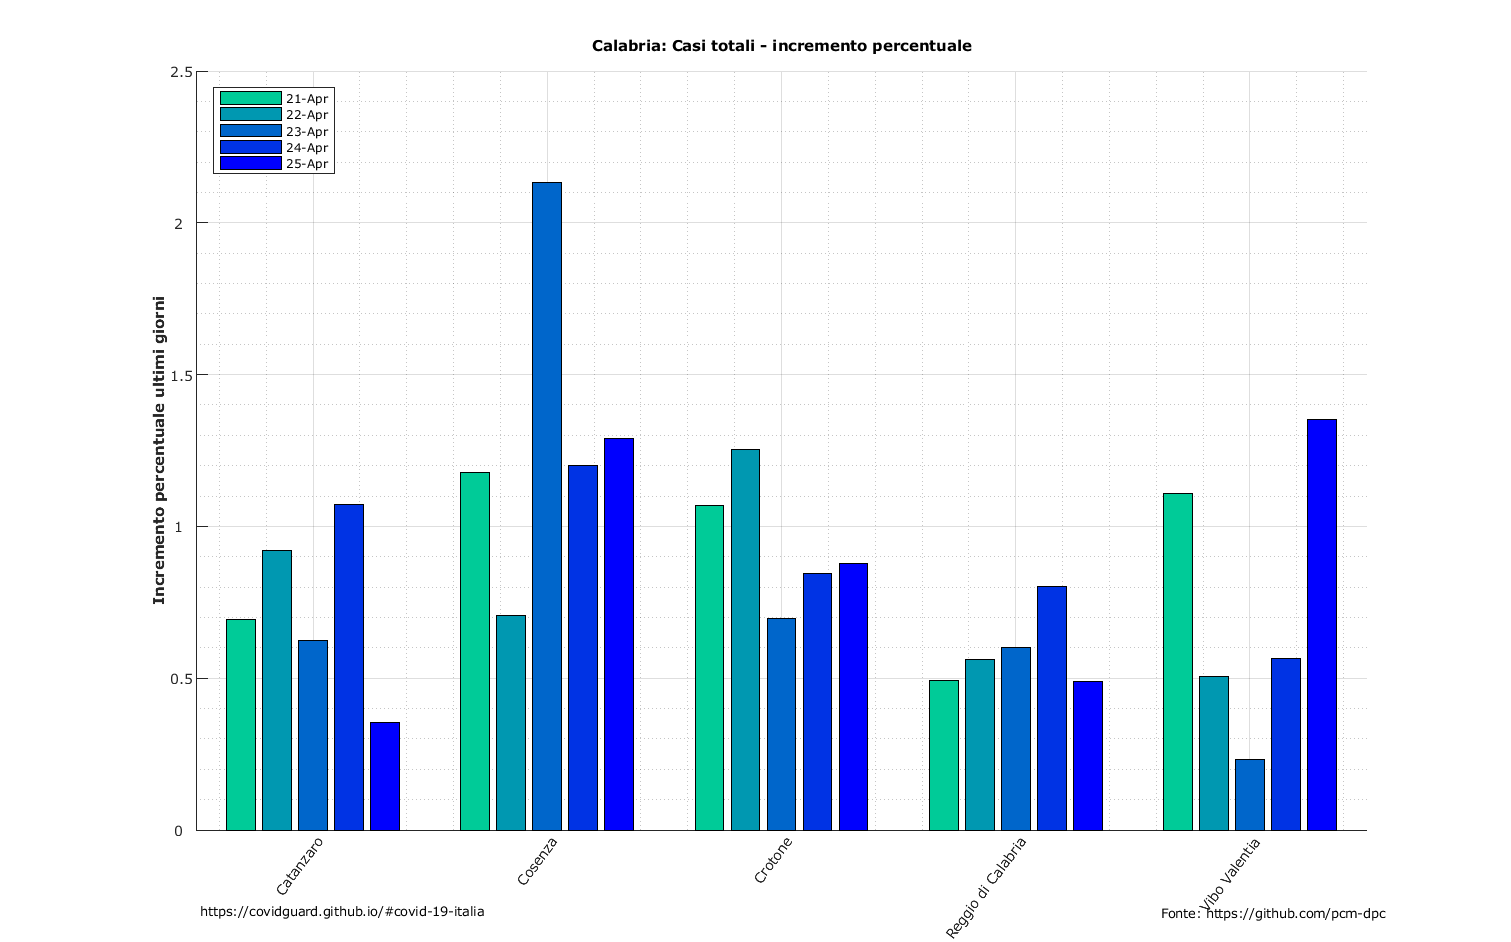 Calabria: Casi totali - incremento percentuale
2.5
2
1.5
1
0.5
0
Incremento percentuale ultimi giorni
21-Apr
22-Apr
23-Apr
24-Apr
25-Apr
Catanzaro
Cosenza
Crotone
Reggio di Calabria
Vibo Valentia
https://covidguard.github.io/#covid-19-italia
Fonte: https://github.com/pcm-dpc